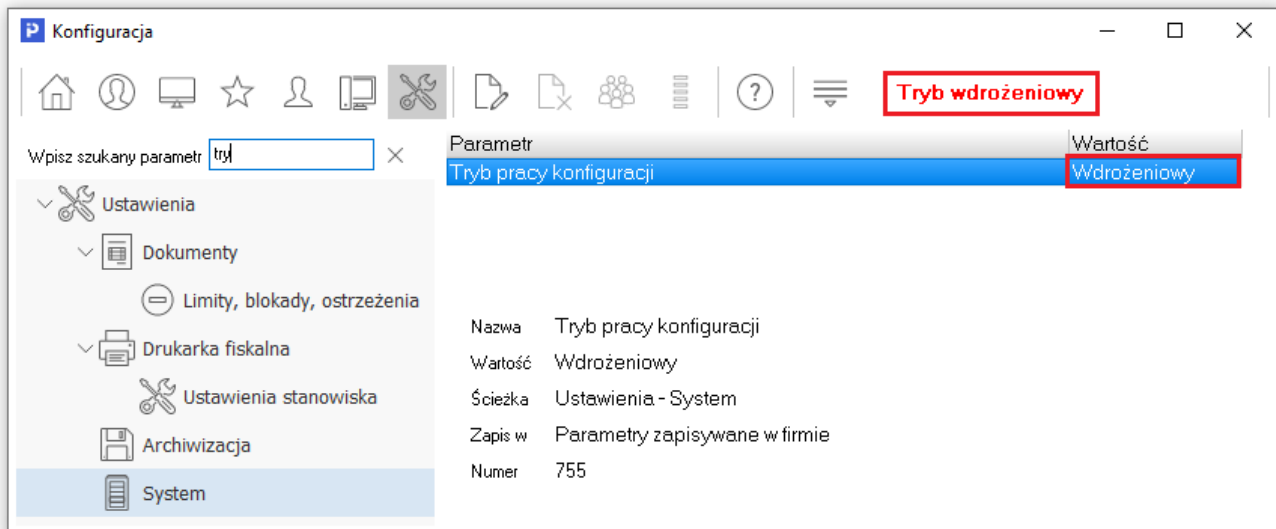 Konfiguracja
Tryb wdrożeniowy
Wpisz szukany parametr try
Ustawienia
Dokumenty
Limity, blokady, ostrzeżenia
Drukarka fiskalna
Ustawienia stanowiska
Archiwizacja
System
Parametr Wartość
Tryb pracy konfiguracji Wdrożeniowy
Nazwa Tryb pracy konfiguracji
Wartość Wdrożeniowy
Ścieżka Ustawienia - System
Zapis w Parametry zapisywane w firmie
Numer 755